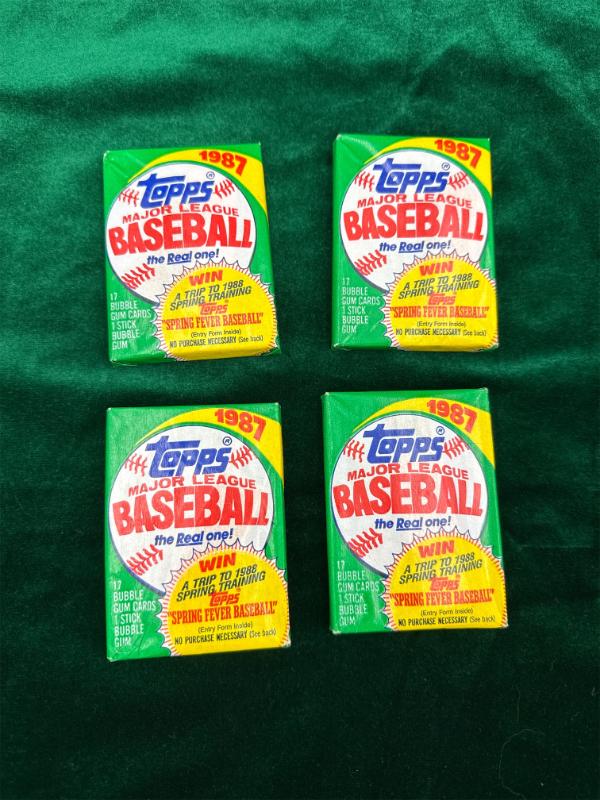 1987
Topps®
MAJOR LEAGUE
BASEBALL
the Real one!
WIN
A TRIP TO 1988
SPRING TRAINING
Topps
"SPRING FEVER BASEBALL"
(Entry Form Inside)
NO PURCHASE NECESSARY (See back)
17
BUBBLE
GUM CARDS
1 STICK
BUBBLE
GUM
1987
Topps®
MAJOR LEAGUE
BASEBALL
the Real one!
WIN
A TRIP TO 1988
SPRING TRAINING
Topps
"SPRING FEVER BASEBALL"
(Entry Form Inside)
NO PURCHASE NECESSARY (See back)
17
BUBBLE
GUM CARDS
1 STICK
BUBBLE
GUM
1987
Topps®
MAJOR LEAGUE
BASEBALL
the Real one!
WIN
A TRIP TO 1988
SPRING TRAINING
Topps
"SPRING FEVER BASEBALL"
(Entry Form Inside)
NO PURCHASE NECESSARY (See back)
17
BUBBLE
GUM CARDS
1 STICK
BUBBLE
GUM
1987
Topps®
MAJOR LEAGUE
BASEBALL
the Real one!
WIN
A TRIP TO 1988
SPRING TRAINING
Topps
"SPRING FEVER BASEBALL"
(Entry Form Inside)
NO PURCHASE NECESSARY (See back)
17
BUBBLE
GUM CARDS
1 STICK
BUBBLE
GUM